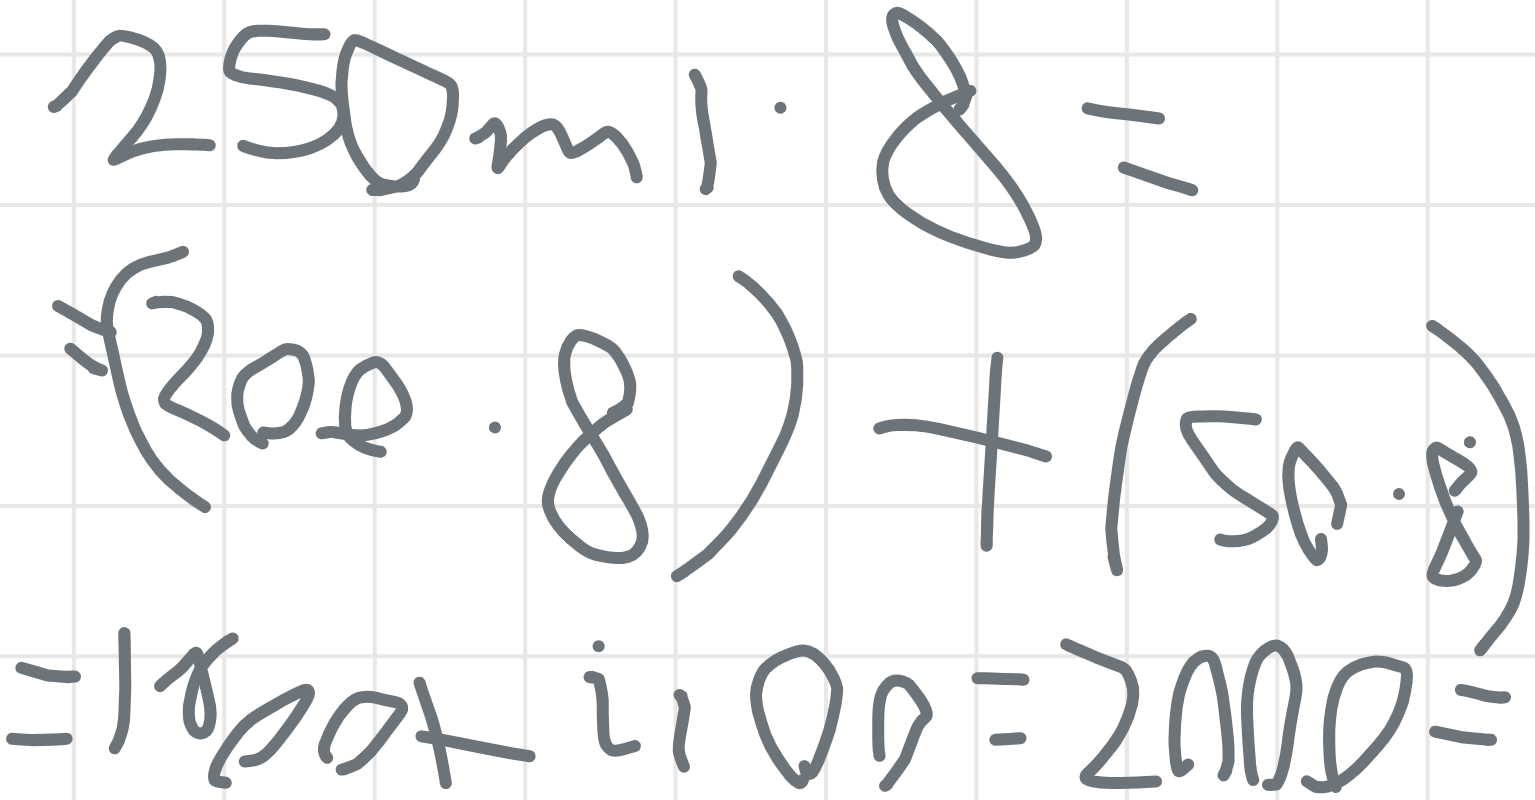 250ml · 8 =
=(200 · 8) + (50 · 8)
=1600+400=2000=